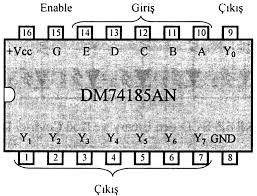 Enable Giriş Çıkış
16 15 14 13 12 11 10 9
+Vcc G E D C B A Y0
DM74185AN
Y1 Y2 Y3 Y4 Y5 Y6 Y7 GND
1 2 3 4 5 6 7 8
Çıkış